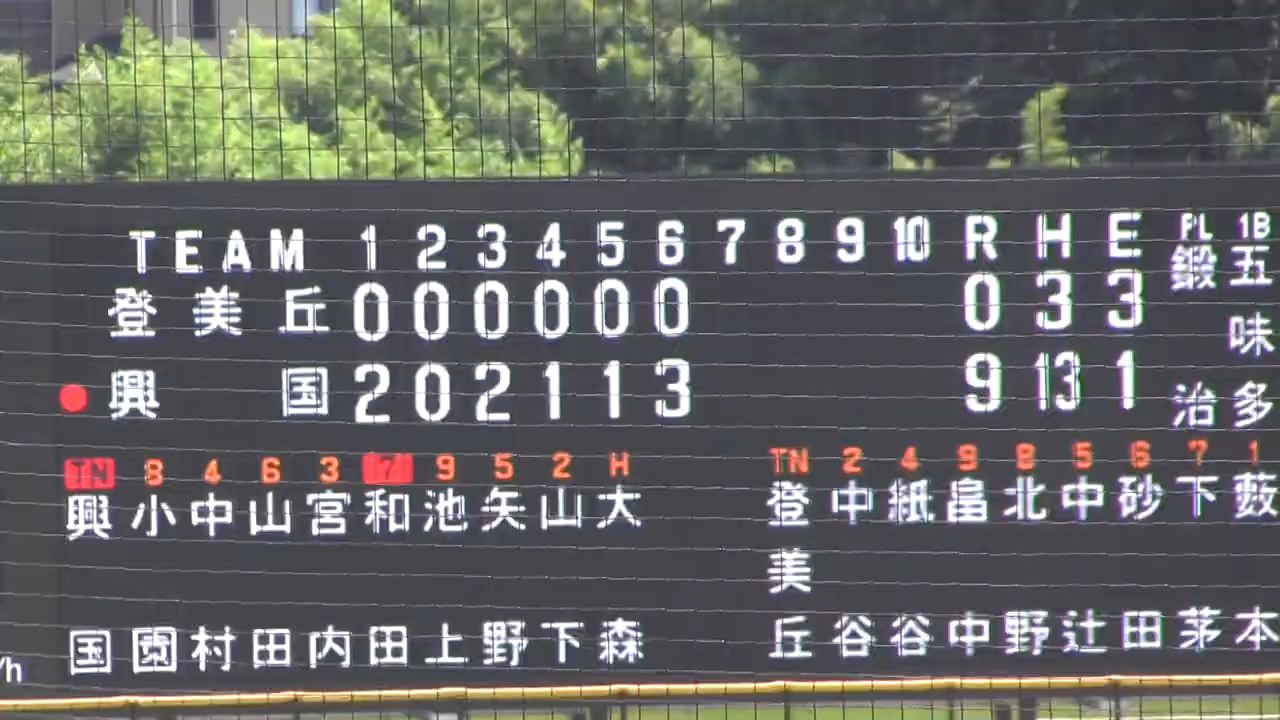 TEAM 1 2 3 4 5 6 7 8 9 10 R H E PL 1B
登美丘 0 0 0 0 0 0 0 3 3 鍛治 五味多
興国 2 0 2 1 1 3 9 13 1
TN 8 4 6 3 7 9 5 2 H TN 2 4 9 8 5 6 7 1
興国 小園 中村 山田 宮内 和田 池上 矢野 山下 大森 登美丘 中谷 紙谷 畠中 北野 中辻 砂田 下茅 藪本
/h